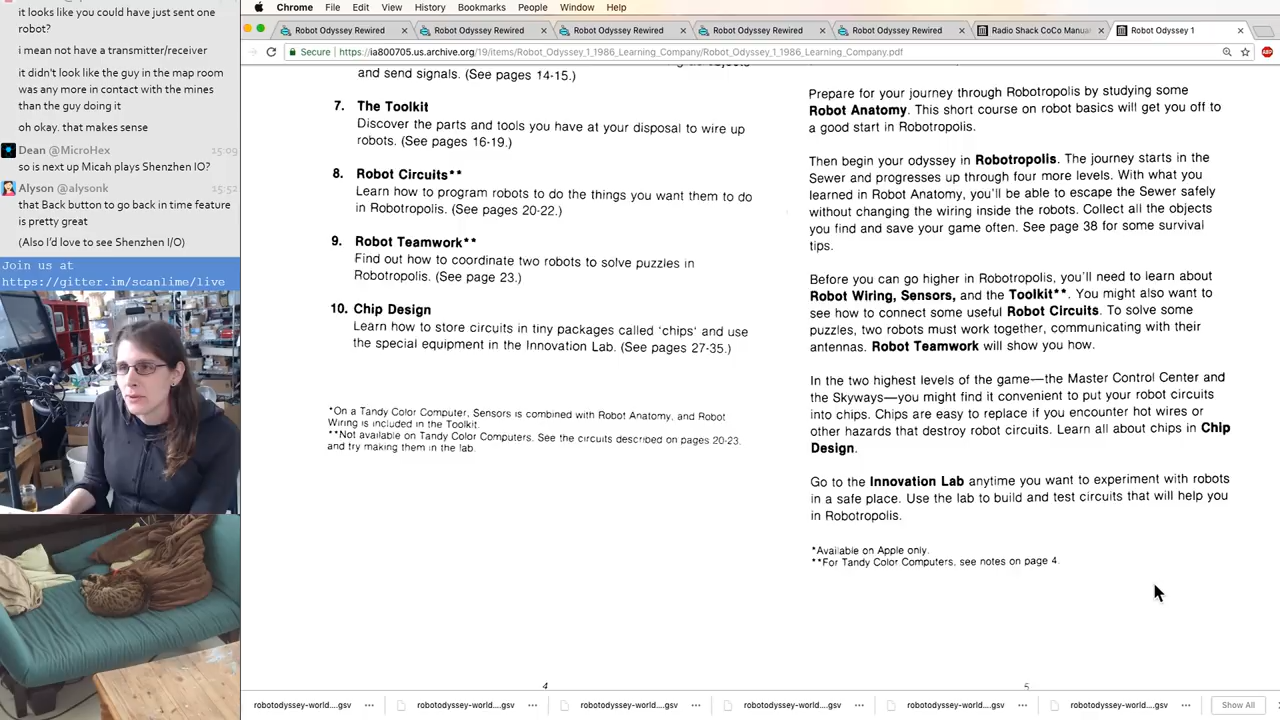 it looks like you could have just sent one
robot?
i mean not have a transmitter/receiver
it didn't look like the guy in the map room
was any more in contact with the mines
than the guy doing it
oh okay. that makes sense
Dean @MicroHex 15:09
so is next up Micah plays Shenzhen IO?
Alyson @alysonk 15:52
that Back button to go back in time feature
is pretty great
(Also I'd love to see Shenzhen I/O)
Join us at
https://gitter.im/scanlime/live
Chrome File Edit View History Bookmarks People Window Help
Robot Odyssey Rewired Robot Odyssey Rewired Robot Odyssey Rewired Robot Odyssey Rewired Robot Odyssey Rewired Radio Shack CoCo Manua Robot Odyssey 1
Secure https://ia800705.us.archive.org/19/items/Robot_Odyssey_1_1986_Learning_Company/Robot_Odyssey_1_1986_Learning_Company.pdf
ABP
and send signals. (See pages 14-15.)
7. The Toolkit
Discover the parts and tools you have at your disposal to wire up
robots. (See pages 16-19.)
8. Robot Circuits**
Learn how to program robots to do the things you want them to do
in Robotropolis. (See pages 20-22.)
9. Robot Teamwork**
Find out how to coordinate two robots to solve puzzles in
Robotropolis. (See page 23.)
10. Chip Design
Learn how to store circuits in tiny packages called 'chips' and use
the special equipment in the Innovation Lab. (See pages 27-35.)
*On a Tandy Color Computer, Sensors is combined with Robot Anatomy, and Robot
Wiring is included in the Toolkit.
**Not available on Tandy Color Computers. See the circuits described on pages 20-23,
and try making them in the lab.
4
Prepare for your journey through Robotropolis by studying some
Robot Anatomy. This short course on robot basics will get you off to
a good start in Robotropolis.
Then begin your odyssey in Robotropolis. The journey starts in the
Sewer and progresses up through four more levels. With what you
learned in Robot Anatomy, you'll be able to escape the Sewer safely
without changing the wiring inside the robots. Collect all the objects
you find and save your game often. See page 38 for some survival
tips.
Before you can go higher in Robotropolis, you'll need to learn about
Robot Wiring, Sensors, and the Toolkit**. You might also want to
see how to connect some useful Robot Circuits. To solve some
puzzles, two robots must work together, communicating with their
antennas. Robot Teamwork will show you how.
In the two highest levels of the game—the Master Control Center and
the Skyways—you might find it convenient to put your robot circuits
into chips. Chips are easy to replace if you encounter hot wires or
other hazards that destroy robot circuits. Learn all about chips in Chip
Design.
Go to the Innovation Lab anytime you want to experiment with robots
in a safe place. Use the lab to build and test circuits that will help you
in Robotropolis.
*Available on Apple only.
**For Tandy Color Computers, see notes on page 4.
5
robotodyssey-world....gsv robotodyssey-world....gsv robotodyssey-world....gsv robotodyssey-world....gsv robotodyssey-world....gsv robotodyssey-world....gsv Show All